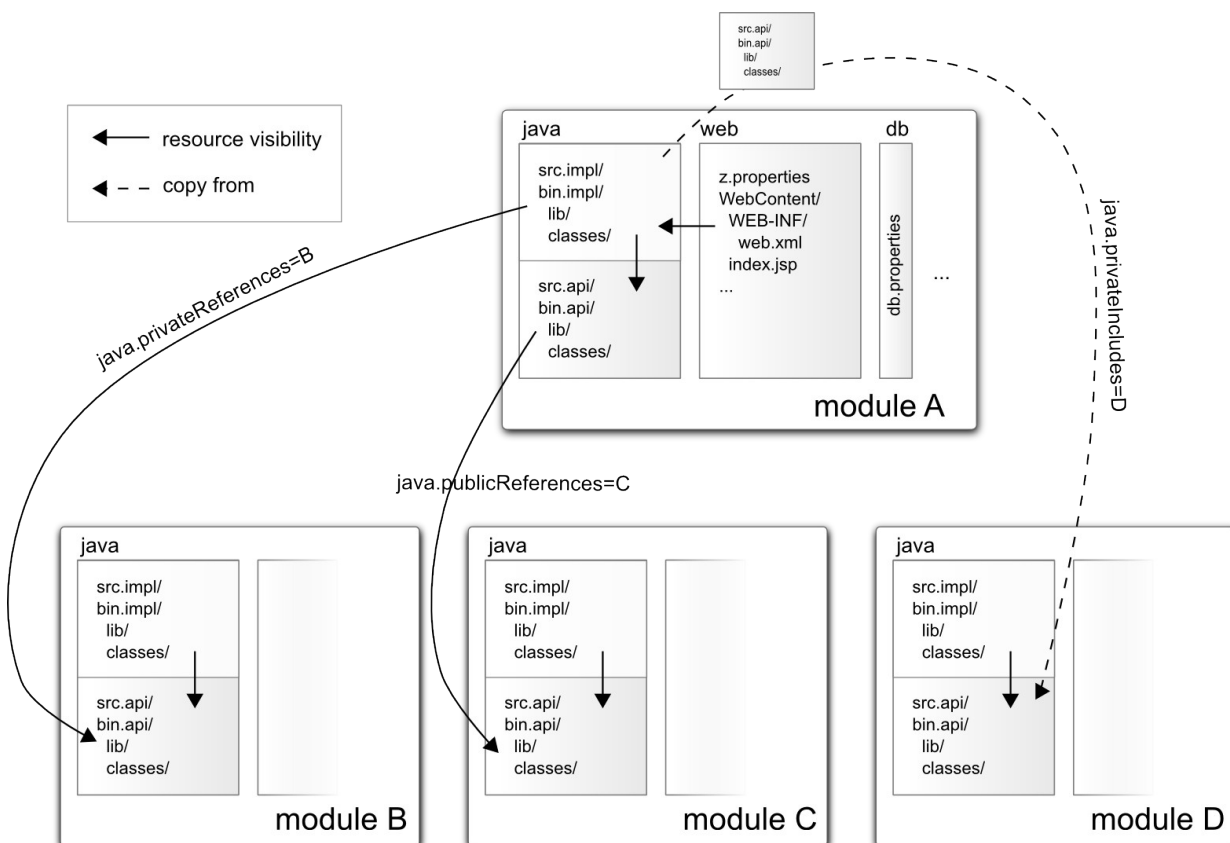 src.api/
bin.api/
lib/
classes/
resource visibility
copy from
java
web
db
src.impl/
bin.impl/
lib/
classes/
src.api/
bin.api/
lib/
classes/
z.properties
WebContent/
WEB-INF/
web.xml
index.jsp
...
db.properties
...
module A
java.privateReferences=B
java.publicReferences=C
java.privateIncludes=D
java
src.impl/
bin.impl/
lib/
classes/
src.api/
bin.api/
lib/
classes/
module B
java
src.impl/
bin.impl/
lib/
classes/
src.api/
bin.api/
lib/
classes/
module C
java
src.impl/
bin.impl/
lib/
classes/
src.api/
bin.api/
lib/
classes/
module D